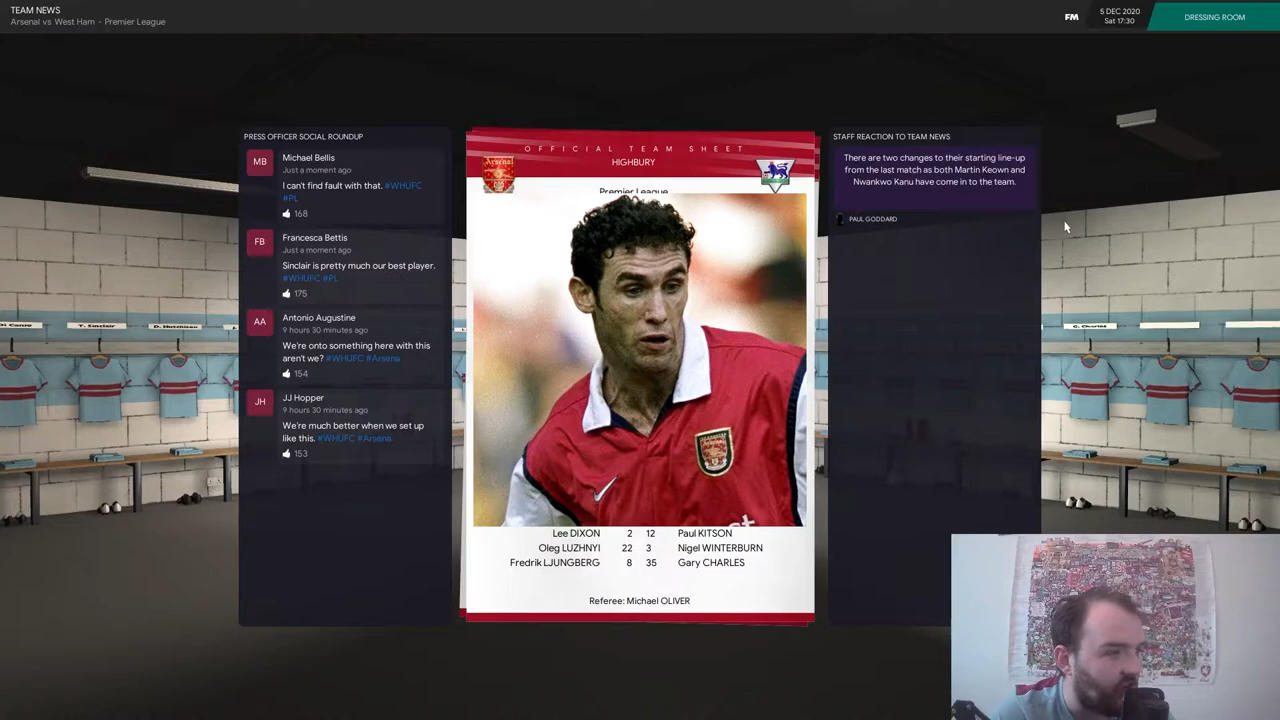 TEAM NEWS
Arsenal vs West Ham - Premier League
FM
5 DEC 2020
Sat 17:30
DRESSING ROOM
PRESS OFFICER SOCIAL ROUNDUP
MB
Michael Bellis
Just a moment ago
I can't find fault with that. #WHUFC
#PL
168
FB
Francesca Bettis
Just a moment ago
Sinclair is pretty much our best player.
#WHUFC #PL
175
AA
Antonio Augustine
9 hours 30 minutes ago
We're onto something here with this
aren't we? #WHUFC #Arsena
154
JH
JJ Hopper
9 hours 30 minutes ago
We're much better when we set up
like this. #WHUFC #Arsena
153
OFFICIAL TEAM SHEET
HIGHBURY
Arsenal
Premier League
Lee DIXON 2 12 Paul KITSON
Oleg LUZHNYI 22 3 Nigel WINTERBURN
Fredrik LJUNGBERG 8 35 Gary CHARLES
Referee: Michael OLIVER
STAFF REACTION TO TEAM NEWS
There are two changes to their starting line-up
from the last match as both Martin Keown and
Nwankwo Kanu have come in to the team.
PAUL GODDARD
T. SINCLAIR
G. CHARLES